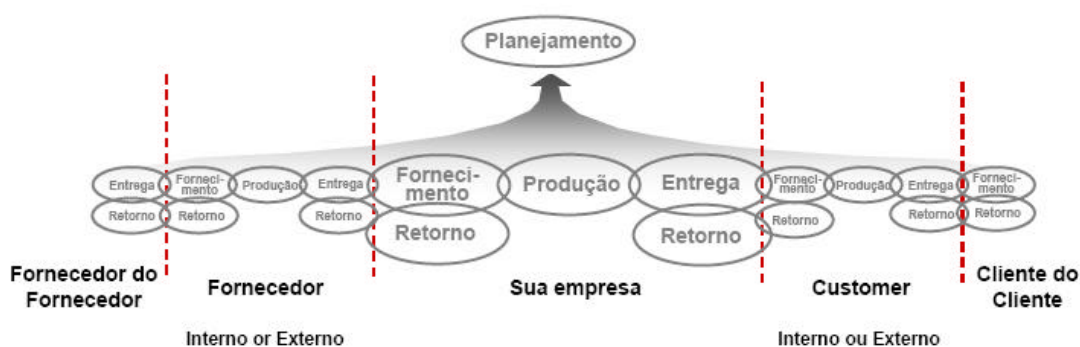 Planejamento
Entrega
Forneci-
mento
Produção
Entrega
Forneci-
mento
Produção
Entrega
Forneci-
mento
Produção
Entrega
Forneci-
mento
Retorno
Retorno
Retorno
Retorno
Retorno
Retorno
Retorno
Retorno
Fornecedor do
Fornecedor
Fornecedor
Sua empresa
Customer
Cliente do
Cliente
Interno or Externo
Interno ou Externo